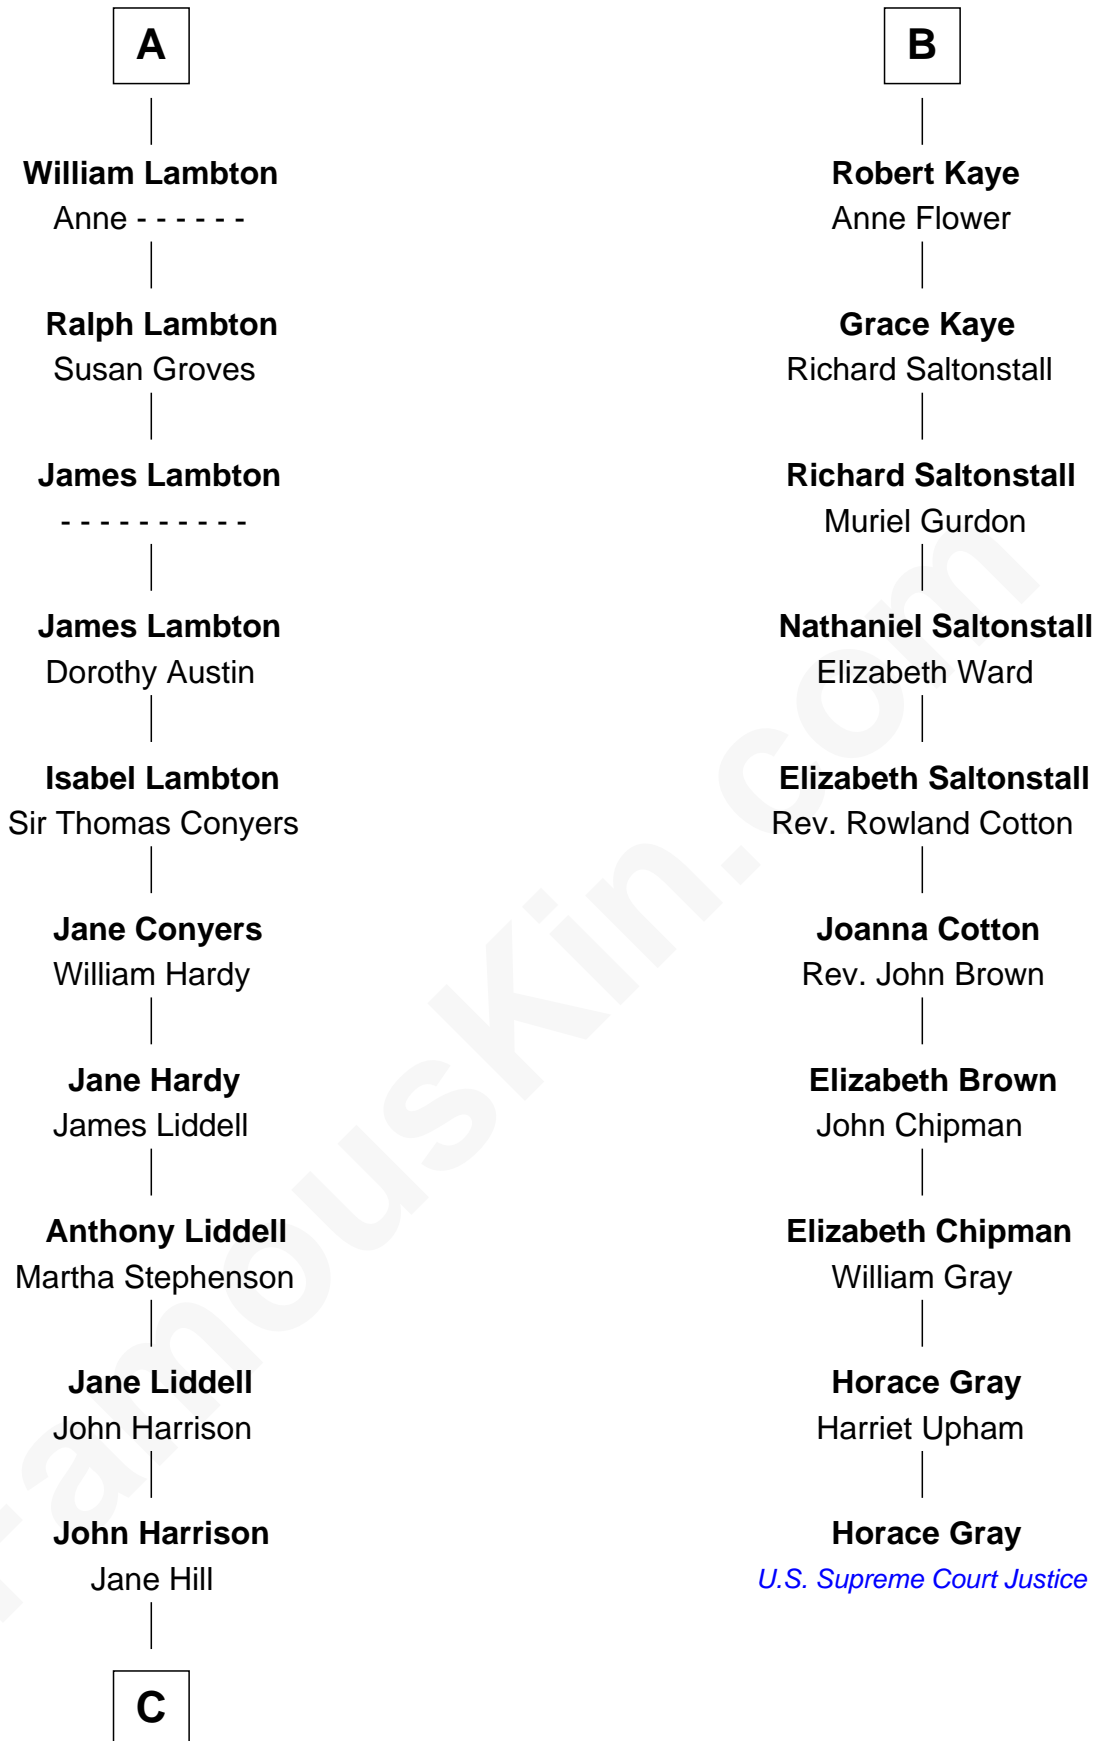 A
William Lambton
Anne - - - - - -
Ralph Lambton
Susan Groves
James Lambton
- - - - - - - - - -
James Lambton
Dorothy Austin
Isabel Lambton
Sir Thomas Conyers
Jane Conyers
William Hardy
Jane Hardy
James Liddell
Anthony Liddell
Martha Stephenson
Jane Liddell
John Harrison
John Harrison
Jane Hill
C
B
Robert Kaye
Anne Flower
Grace Kaye
Richard Saltonstall
Richard Saltonstall
Muriel Gurdon
Nathaniel Saltonstall
Elizabeth Ward
Elizabeth Saltonstall
Rev. Rowland Cotton
Joanna Cotton
Rev. John Brown
Elizabeth Brown
John Chipman
Elizabeth Chipman
William Gray
Horace Gray
Harriet Upham
Horace Gray
U.S. Supreme Court Justice
FamousKin.com